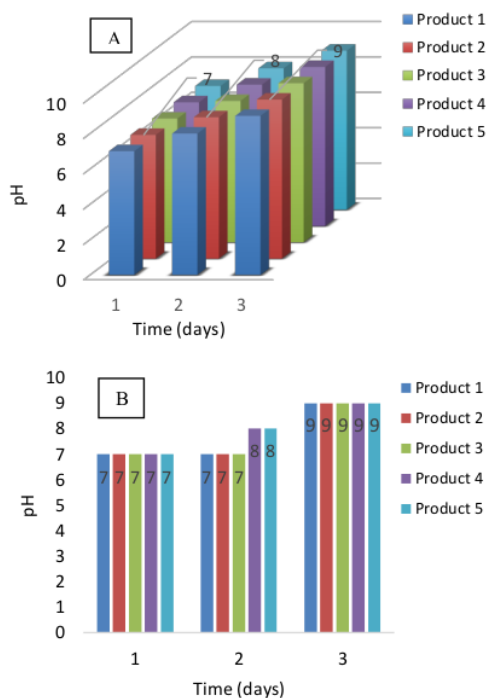 A
Product 1
Product 2
Product 3
Product 4
Product 5
7
8
9
10
8
6
4
2
0
pH
1 2 3
Time (days)
B
Product 1
Product 2
Product 3
Product 4
Product 5
10
9
8
7
6
5
4
3
2
1
0
pH
7 7 7 7 7
7 7 7 8 8
9 9 9 9 9
1 2 3
Time (days)